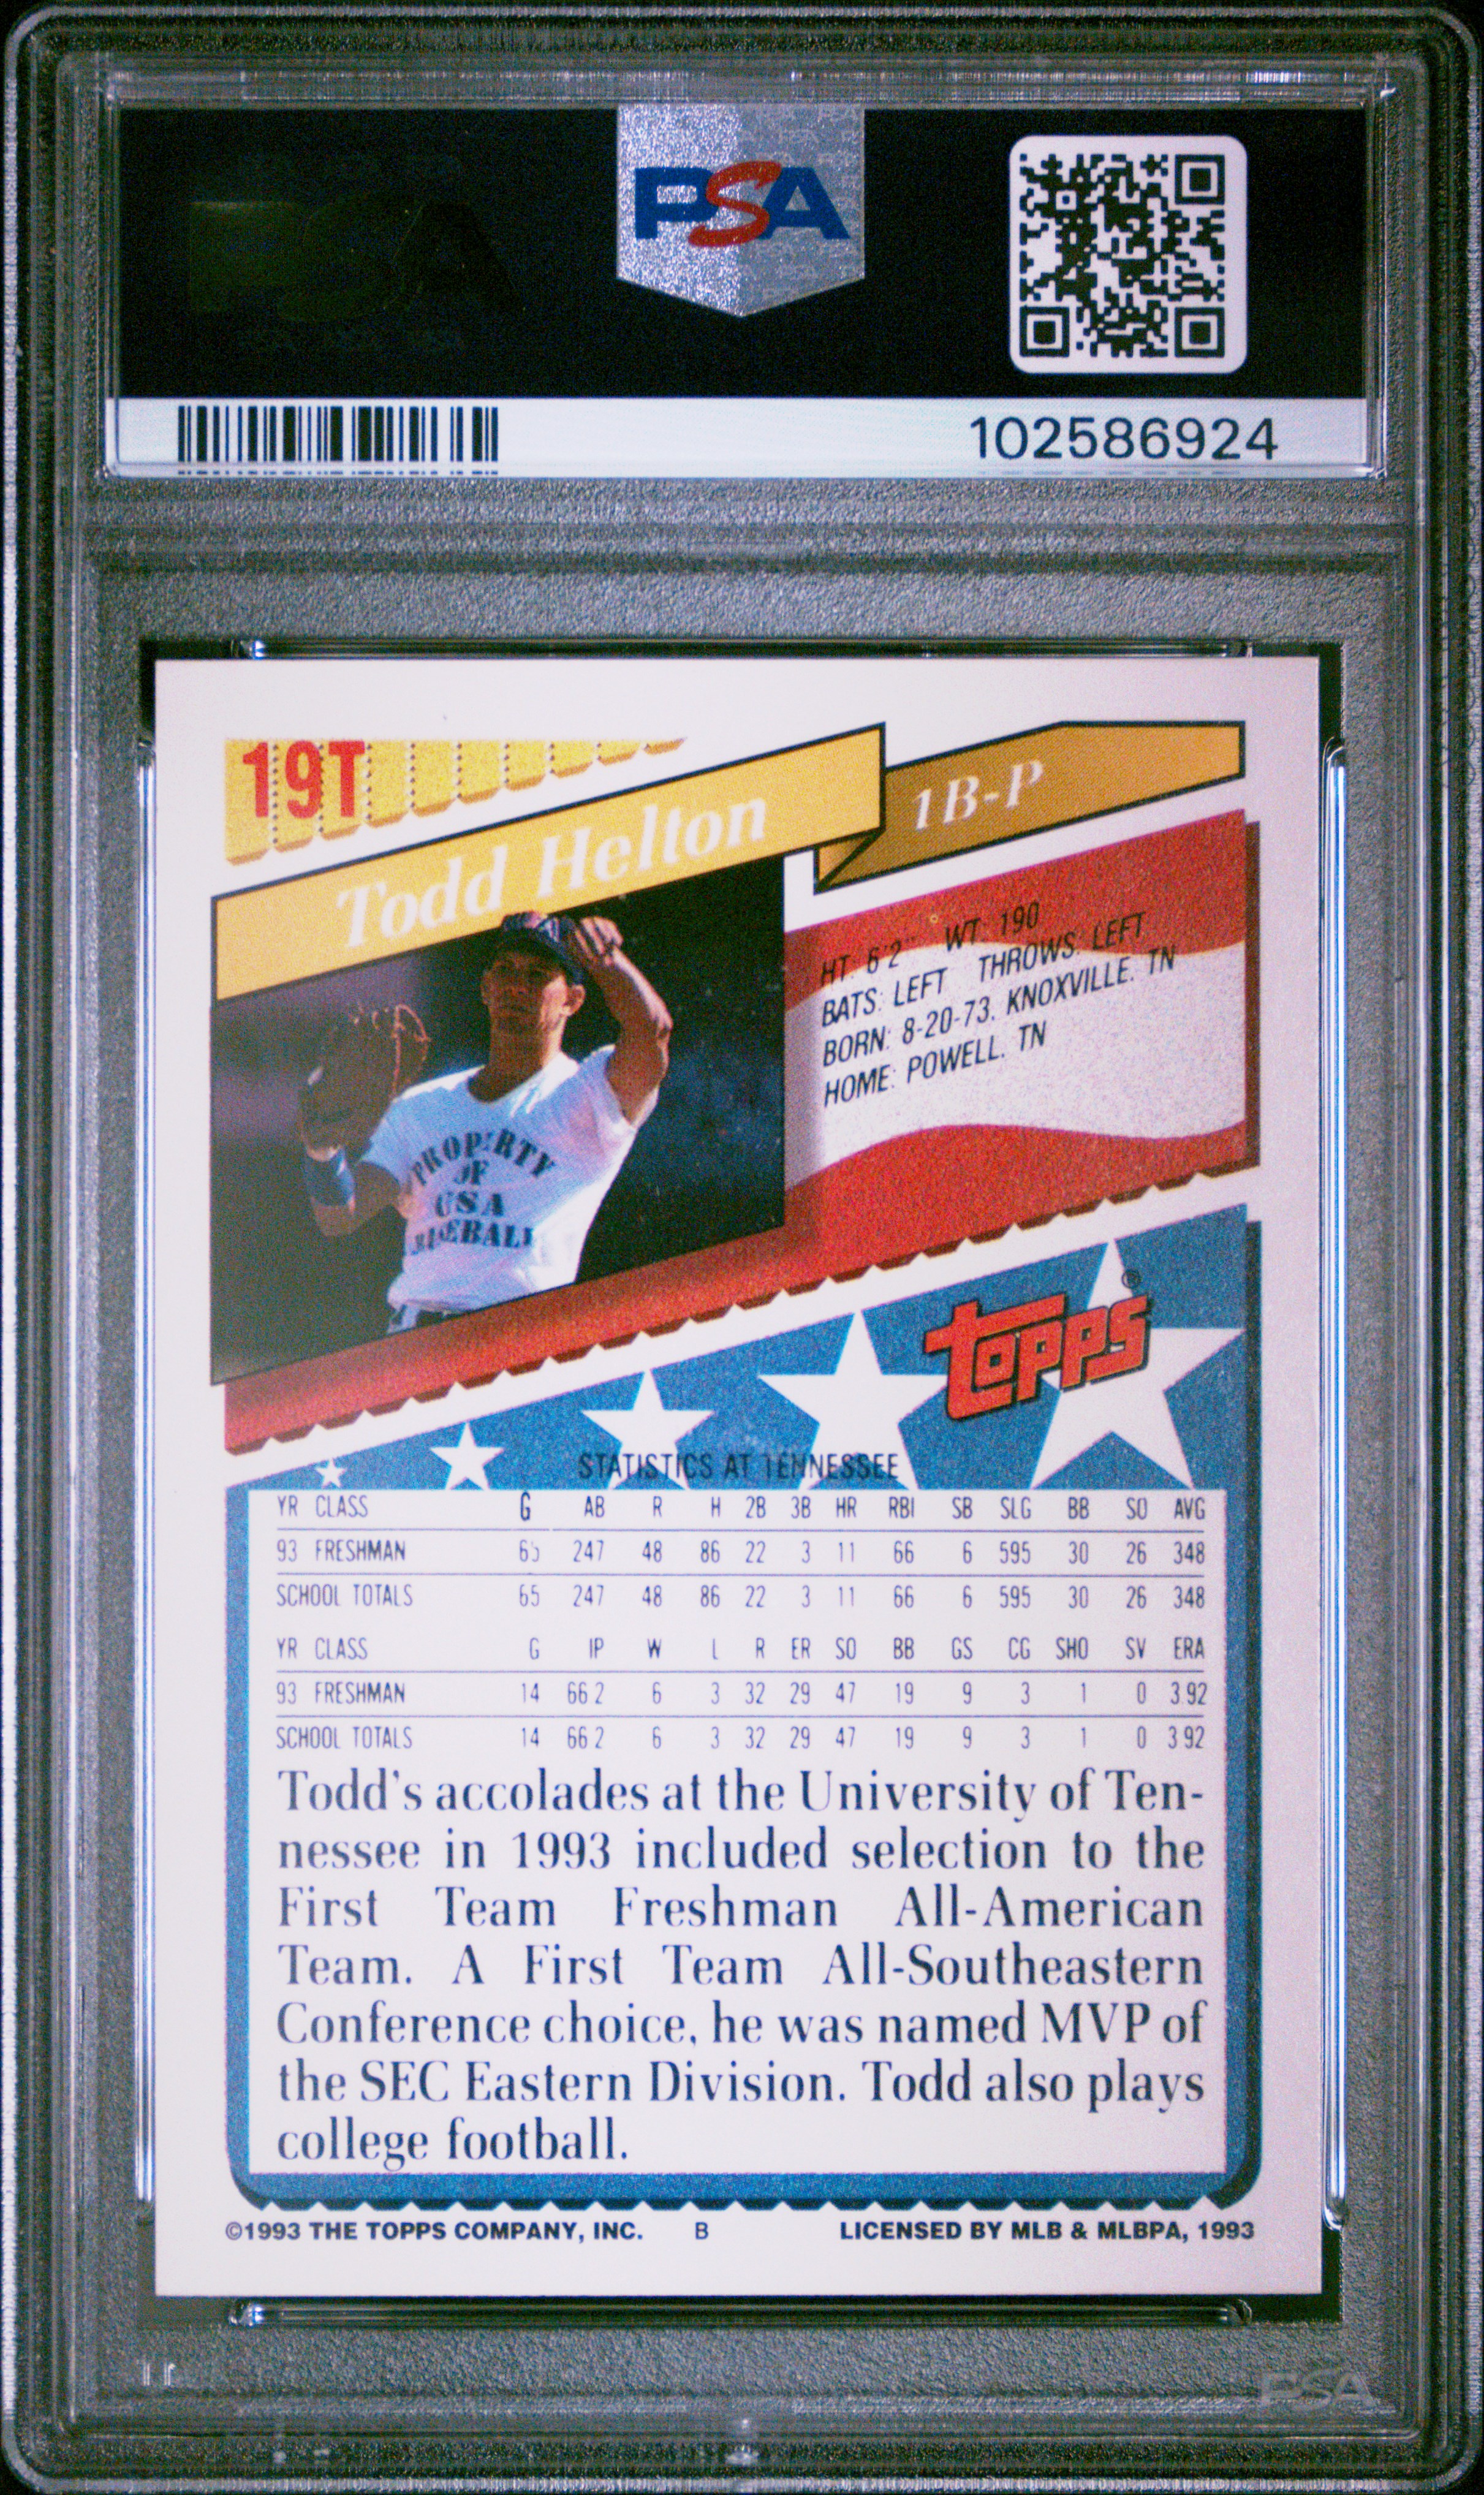 PSA
102586924
19T
Todd Helton
1B-P
HT: 6'2" WT: 190
BATS: LEFT THROWS: LEFT
BORN: 8-20-73, KNOXVILLE, TN
HOME: POWELL, TN
PROPERTY
OF
USA
BASEBALL
topps®
STATISTICS AT TENNESSEE
YR CLASS G AB R H 2B 3B HR RBI SB SLG BB SO AVG
93 FRESHMAN 65 247 48 86 22 3 11 66 6 595 30 26 348
SCHOOL TOTALS 65 247 48 86 22 3 11 66 6 595 30 26 348
YR CLASS G IP W L R ER SO BB GS CG SHO SV ERA
93 FRESHMAN 14 66 2 6 3 32 29 47 19 9 3 1 0 3.92
SCHOOL TOTALS 14 66 2 6 3 32 29 47 19 9 3 1 0 3 92
Todd's accolades at the University of Ten-
nessee in 1993 included selection to the
First Team Freshman All-American
Team. A First Team All-Southeastern
Conference choice, he was named MVP of
the SEC Eastern Division. Todd also plays
college football.
©1993 THE TOPPS COMPANY, INC. B LICENSED BY MLB & MLBPA, 1993
PSA